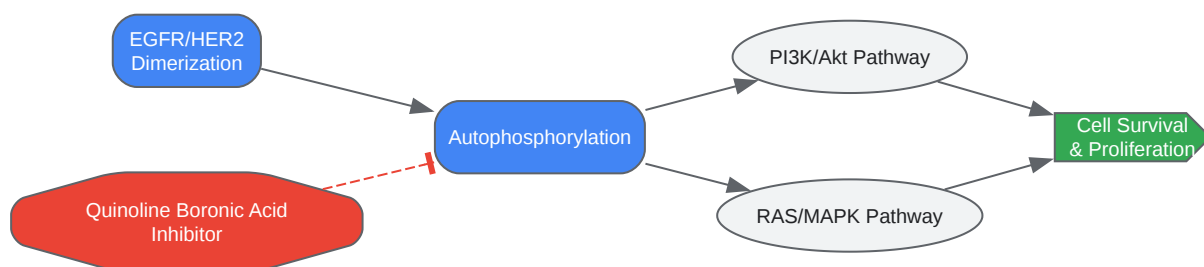 EGFR/HER2
Dimerization
PI3K/Akt Pathway
Autophosphorylation
Cell Survival
& Proliferation
Quinoline Boronic Acid
Inhibitor
RAS/MAPK Pathway